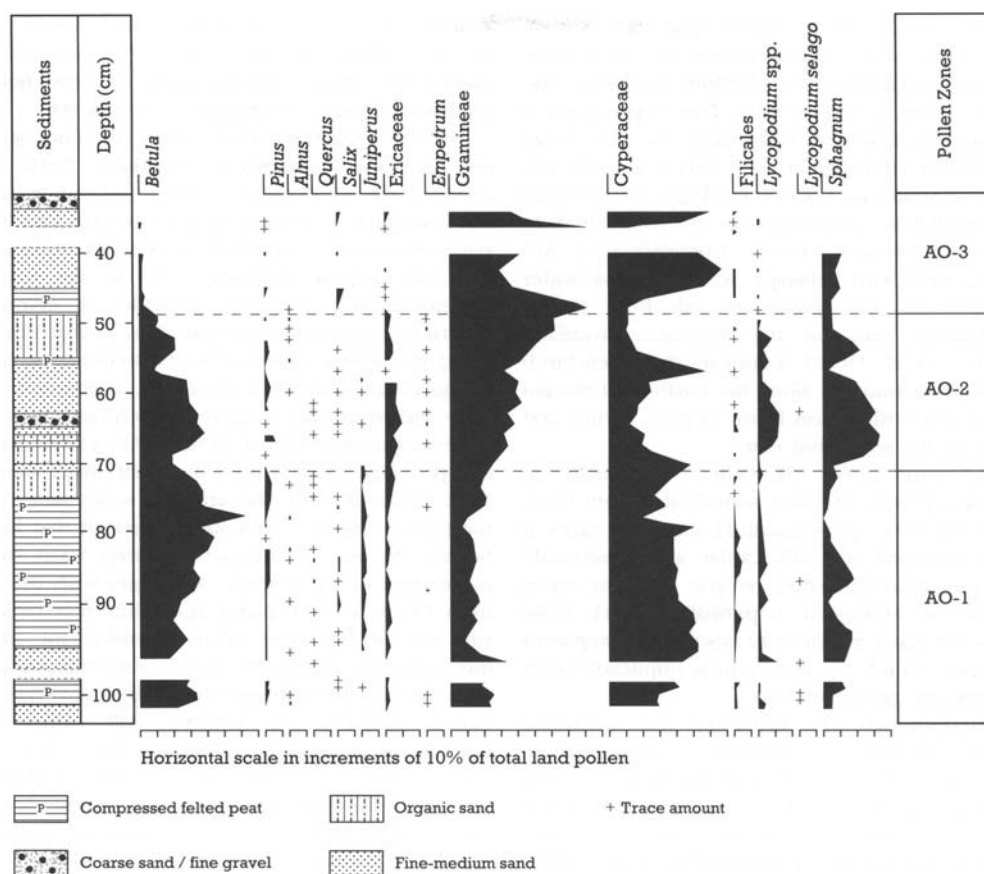 Sediments
Depth (cm)
Betula
Pinus
Alnus
Quercus
Salix
Juniperus
Ericaceae
Empetrum
Gramineae
Cyperaceae
Filicales
Lycopodium spp.
Lycopodium selago
Sphagnum
Pollen Zones
40
50
60
70
80
90
100
P
P
P
P
P
P
P
P
P
AO-3
AO-2
AO-1
Horizontal scale in increments of 10% of total land pollen
P Compressed felted peat
Organic sand
+ Trace amount
Coarse sand / fine gravel
Fine-medium sand